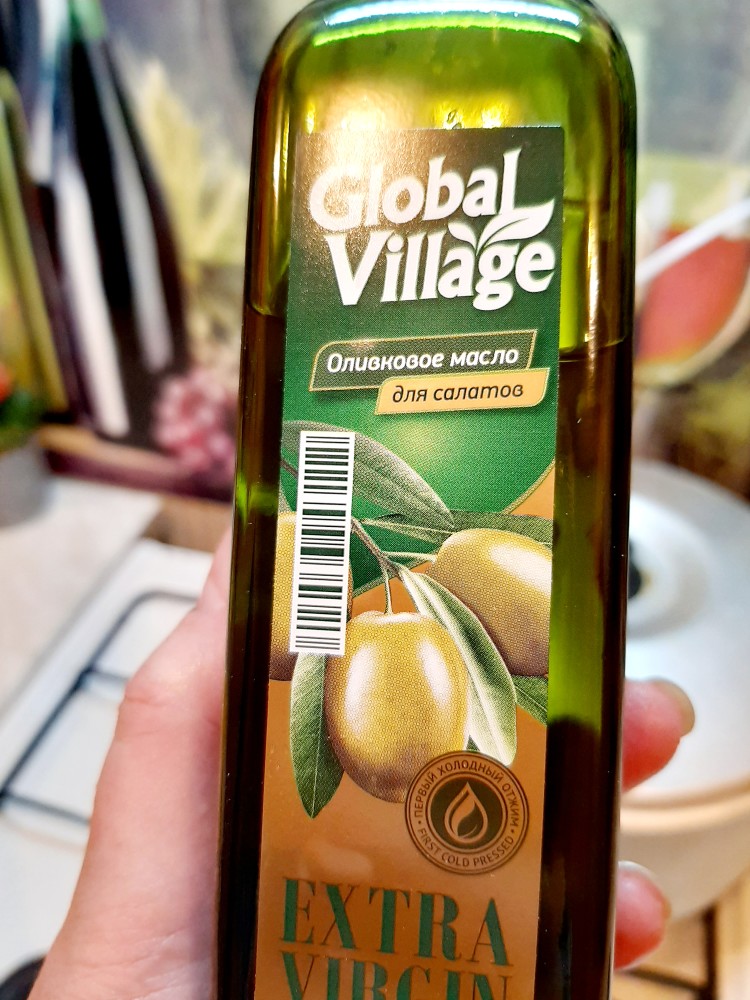 Global
Village
Оливковое масло
для салатов
ПЕРВЫЙ ХОЛОДНЫЙ ОТЖИМ
FIRST COLD PRESSED
EXTRA
VIRGIN